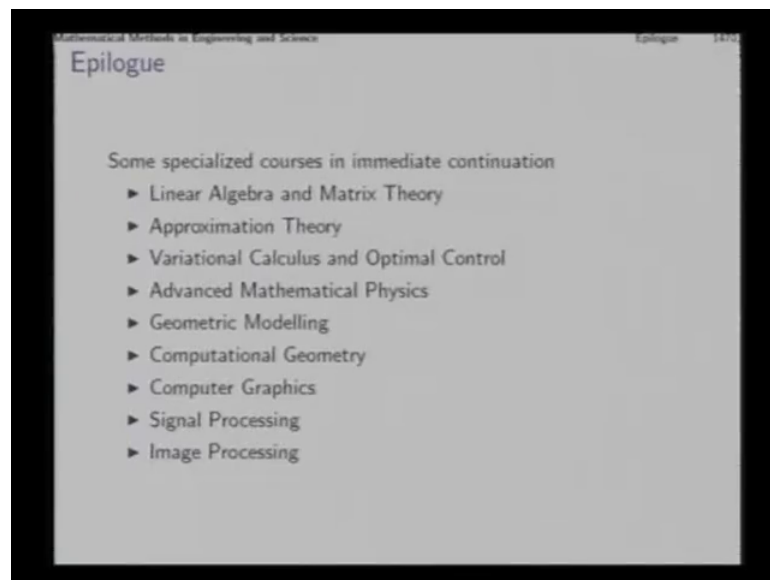 Mathematical Methods in Engineering and Science Epilogue
Epilogue
Some specialized courses in immediate continuation
► Linear Algebra and Matrix Theory
► Approximation Theory
► Variational Calculus and Optimal Control
► Advanced Mathematical Physics
► Geometric Modelling
► Computational Geometry
► Computer Graphics
► Signal Processing
► Image Processing